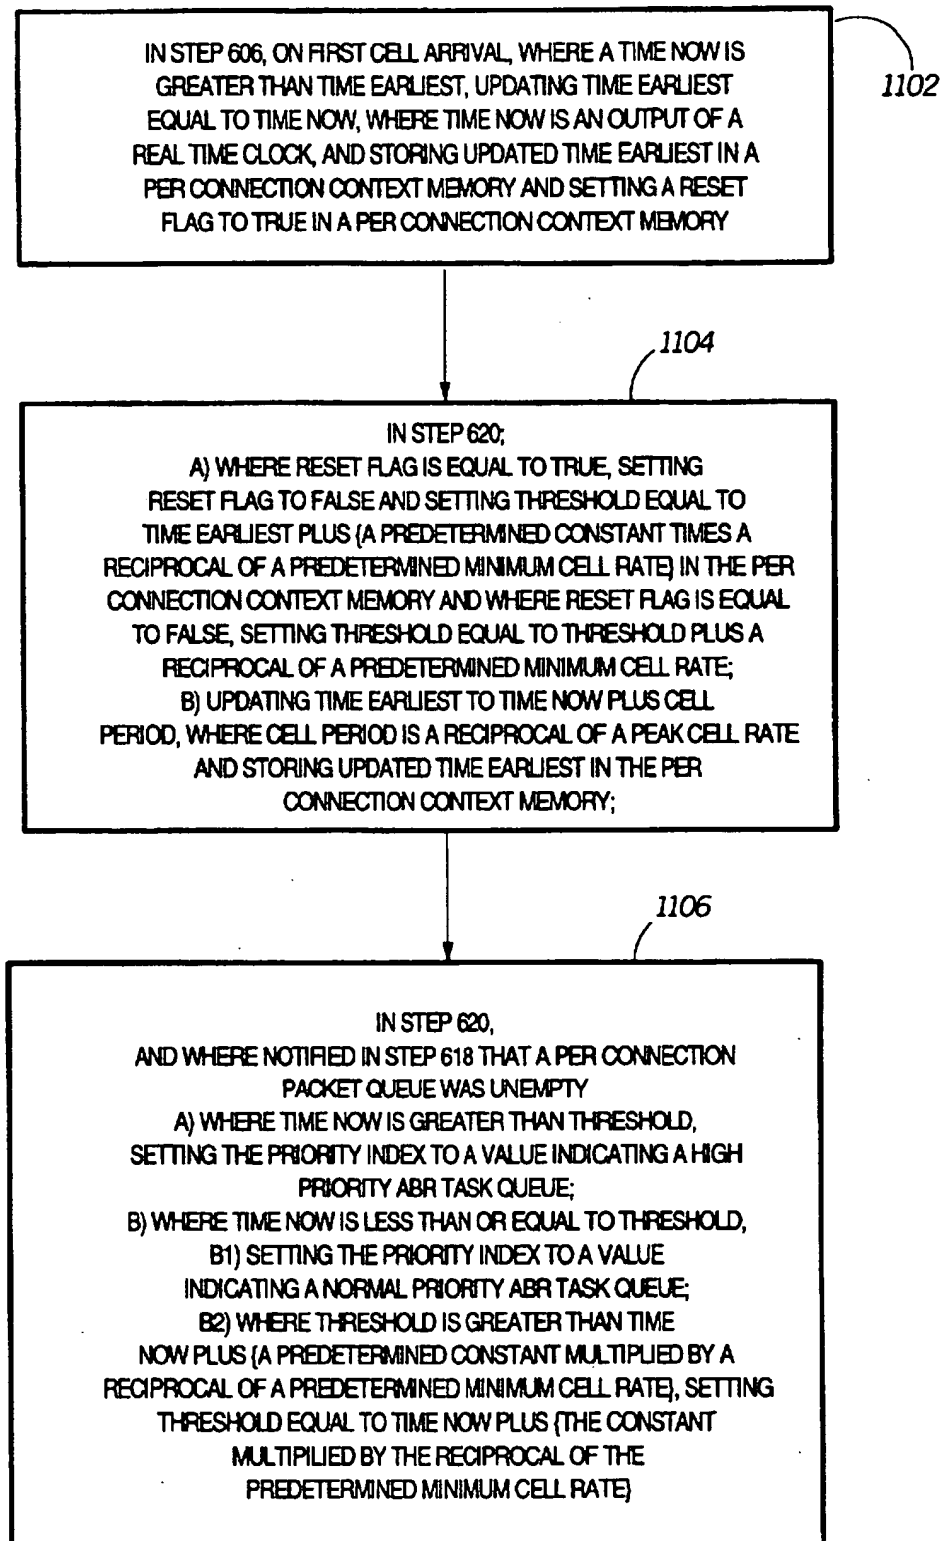 IN STEP 606, ON FIRST CELL ARRIVAL, WHERE A TIME NOW IS
GREATER THAN TIME EARLIEST, UPDATING TIME EARLIEST
EQUAL TO TIME NOW, WHERE TIME NOW IS AN OUTPUT OF A
REAL TIME CLOCK, AND STORING UPDATED TIME EARLIEST IN A
PER CONNECTION CONTEXT MEMORY AND SETTING A RESET
FLAG TO TRUE IN A PER CONNECTION CONTEXT MEMORY
1102
1104
IN STEP 620;
A) WHERE RESET FLAG IS EQUAL TO TRUE, SETTING
RESET FLAG TO FALSE AND SETTING THRESHOLD EQUAL TO
TIME EARLIEST PLUS {A PREDETERMINED CONSTANT TIMES A
RECIPROCAL OF A PREDETERMINED MINIMUM CELL RATE} IN THE PER
CONNECTION CONTEXT MEMORY AND WHERE RESET FLAG IS EQUAL
TO FALSE, SETTING THRESHOLD EQUAL TO THRESHOLD PLUS A
RECIPROCAL OF A PREDETERMINED MINIMUM CELL RATE;
B) UPDATING TIME EARLIEST TO TIME NOW PLUS CELL
PERIOD, WHERE CELL PERIOD IS A RECIPROCAL OF A PEAK CELL RATE
AND STORING UPDATED TIME EARLIEST IN THE PER
CONNECTION CONTEXT MEMORY;
1106
IN STEP 620,
AND WHERE NOTIFIED IN STEP 618 THAT A PER CONNECTION
PACKET QUEUE WAS UNEMPTY
A) WHERE TIME NOW IS GREATER THAN THRESHOLD,
SETTING THE PRIORITY INDEX TO A VALUE INDICATING A HIGH
PRIORITY ABR TASK QUEUE;
B) WHERE TIME NOW IS LESS THAN OR EQUAL TO THRESHOLD,
B1) SETTING THE PRIORITY INDEX TO A VALUE
INDICATING A NORMAL PRIORITY ABR TASK QUEUE;
B2) WHERE THRESHOLD IS GREATER THAN TIME
NOW PLUS {A PREDETERMINED CONSTANT MULTIPLIED BY A
RECIPROCAL OF A PREDETERMINED MINIMUM CELL RATE}, SETTING
THRESHOLD EQUAL TO TIME NOW PLUS {THE CONSTANT
MULTIPILIED BY THE RECIPROCAL OF THE
PREDETERMINED MINIMUM CELL RATE}